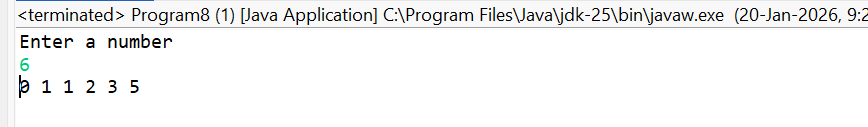 <terminated> Program8 (1) [Java Application] C:\Program Files\Java\jdk-25\bin\javaw.exe (20-Jan-2026, 9:2
Enter a number
6
0 1 1 2 3 5